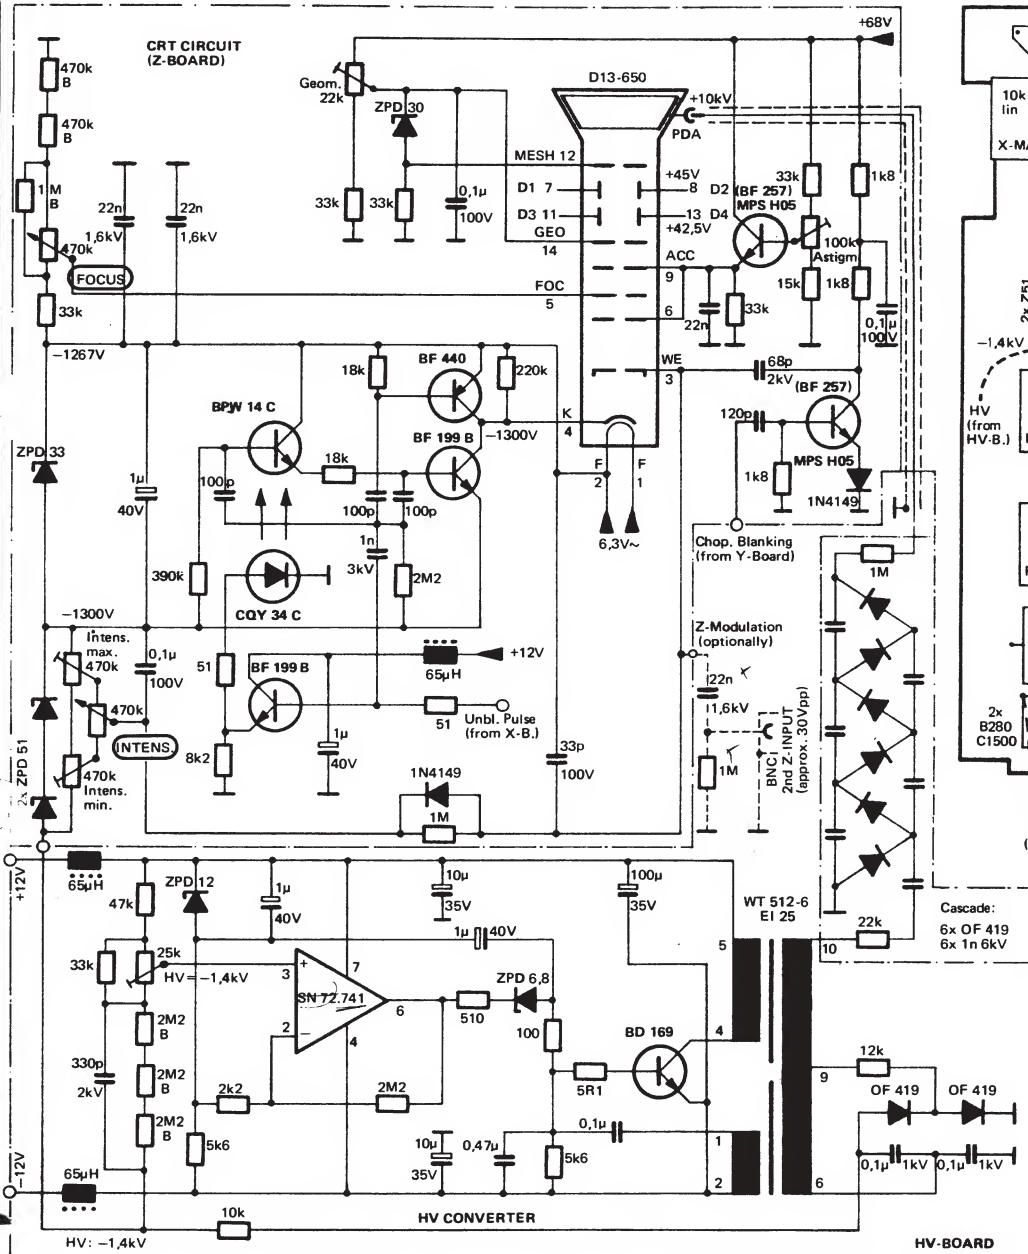 CRT CIRCUIT
(Z-BOARD)
470k
B
470k
B
1M
B
470k
FOCUS
33k
22n
1,6kV
22n
1,6kV
Geom.
22k
ZPD 30
33k
33k
0,1µ
100V
D13-650
+10kV
PDA
+68V
MESH 12
D1 7
D3 11
GEO
14
FOC
5
+45V
8 D2
13 D4
+42,5V
ACC
9
6
WE
3
K
4
F
2
F
1
6,3V~
(BF 257)
MPS H05
33k
1k8
100k
Astigm
15k
1k8
22n
33k
0,1µ
100V
68p
2kV
(BF 257)
120p
MPS H05
1k8
1N4149
Chop. Blanking
(from Y-Board)
10k
lin
X-MA
2x Z51
−1,4kV
HV
(from
HV-B.)
2x
B280
C1500
−1267V
18k
BF 440
220k
BPW 14 C
BF 199 B
−1300V
ZPD 33
1µ
40V
100p
18k
100p
100p
1n
3kV
390k
2M2
CQY 34 C
−1300V
Intens.
max.
470k
0,1µ
100V
51
BF 199 B
65µH
+12V
470k
INTENS.
2x ZPD 51
470k
Intens.
min.
8k2
1µ
40V
51
Unbl. Pulse
(from X-B.)
1N4149
1M
33p
100V
Z-Modulation
(optionally)
22n
1,6kV
1M
BNC
2nd Z-INPUT
(approx. 30Vpp)
1M
Cascade:
6x OF 419
6x 1n 6kV
22k
+12V
65µH
47k
ZPD 12
1µ
40V
10µ
35V
100µ
35V
WT 512-6
EI 25
33k
25k
HV=−1,4kV
1µ
40V
3
+
7
SN 72.741
6
2
−
4
510
ZPD 6,8
100
BD 169
5R1
5
4
1
2
10
9
6
2M2
B
2M2
B
2M2
B
330p
2kV
2k2
2M2
5k6
10µ
35V
0,47µ
0,1µ
5k6
12k
OF 419
OF 419
0,1µ
1kV
0,1µ
1kV
−12V
65µH
10k
HV: −1,4kV
HV CONVERTER
HV-BOARD